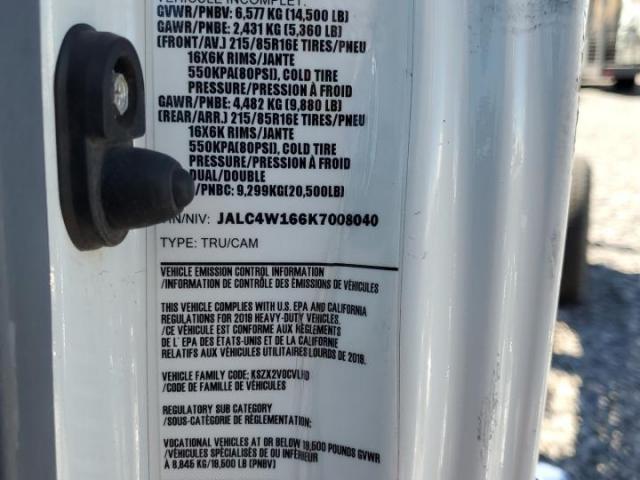 VEHICULE INCOMPLET:
GVWR/PNBV: 6,577 KG (14,500 LB)
GAWR/PNBE: 2,431 KG (5,360 LB)
(FRONT/AV.) 215/85R16E TIRES/PNEU
16X6K RIMS/JANTE
550KPA(80PSI), COLD TIRE
PRESSURE/PRESSION À FROID
GAWR/PNBE: 4,482 KG (9,880 LB)
(REAR/ARR.) 215/85R16E TIRES/PNEU
16X6K RIMS/JANTE
550KPA(80PSI), COLD TIRE
PRESSURE/PRESSION À FROID
DUAL/DOUBLE
/PNBC: 9,299KG(20,500LB)
/NIV: JALC4W166K7008040
TYPE: TRU/CAM
VEHICLE EMISSION CONTROL INFORMATION
/INFORMATION DE CONTRÔLE DES ÉMISSIONS DE VÉHICULES
THIS VEHICLE COMPLIES WITH U.S. EPA AND CALIFORNIA
REGULATIONS FOR 2019 HEAVY-DUTY VEHICLES.
/CE VÉHICULE EST CONFORME AUX RÈGLEMENTS
DE L' EPA DES ÉTATS-UNIS ET DE LA CALIFORNIE
RELATIFS AUX VÉHICULES UTILITAIRES LOURDS DE 2019.
VEHICLE FAMILY CODE:
/CODE DE FAMILLE DE VÉHICULES:
REGULATORY SUB CATEGORY
/SOUS-CATÉGORIE DE RÉGLEMENTATION:
VOCATIONAL VEHICLES AT OR BELOW 19,500 POUNDS GVWR
/VÉHICULES SPÉCIALISÉS DE OU INFÉRIEUR
À 8,845 KG/19,500 LB (PNBV)